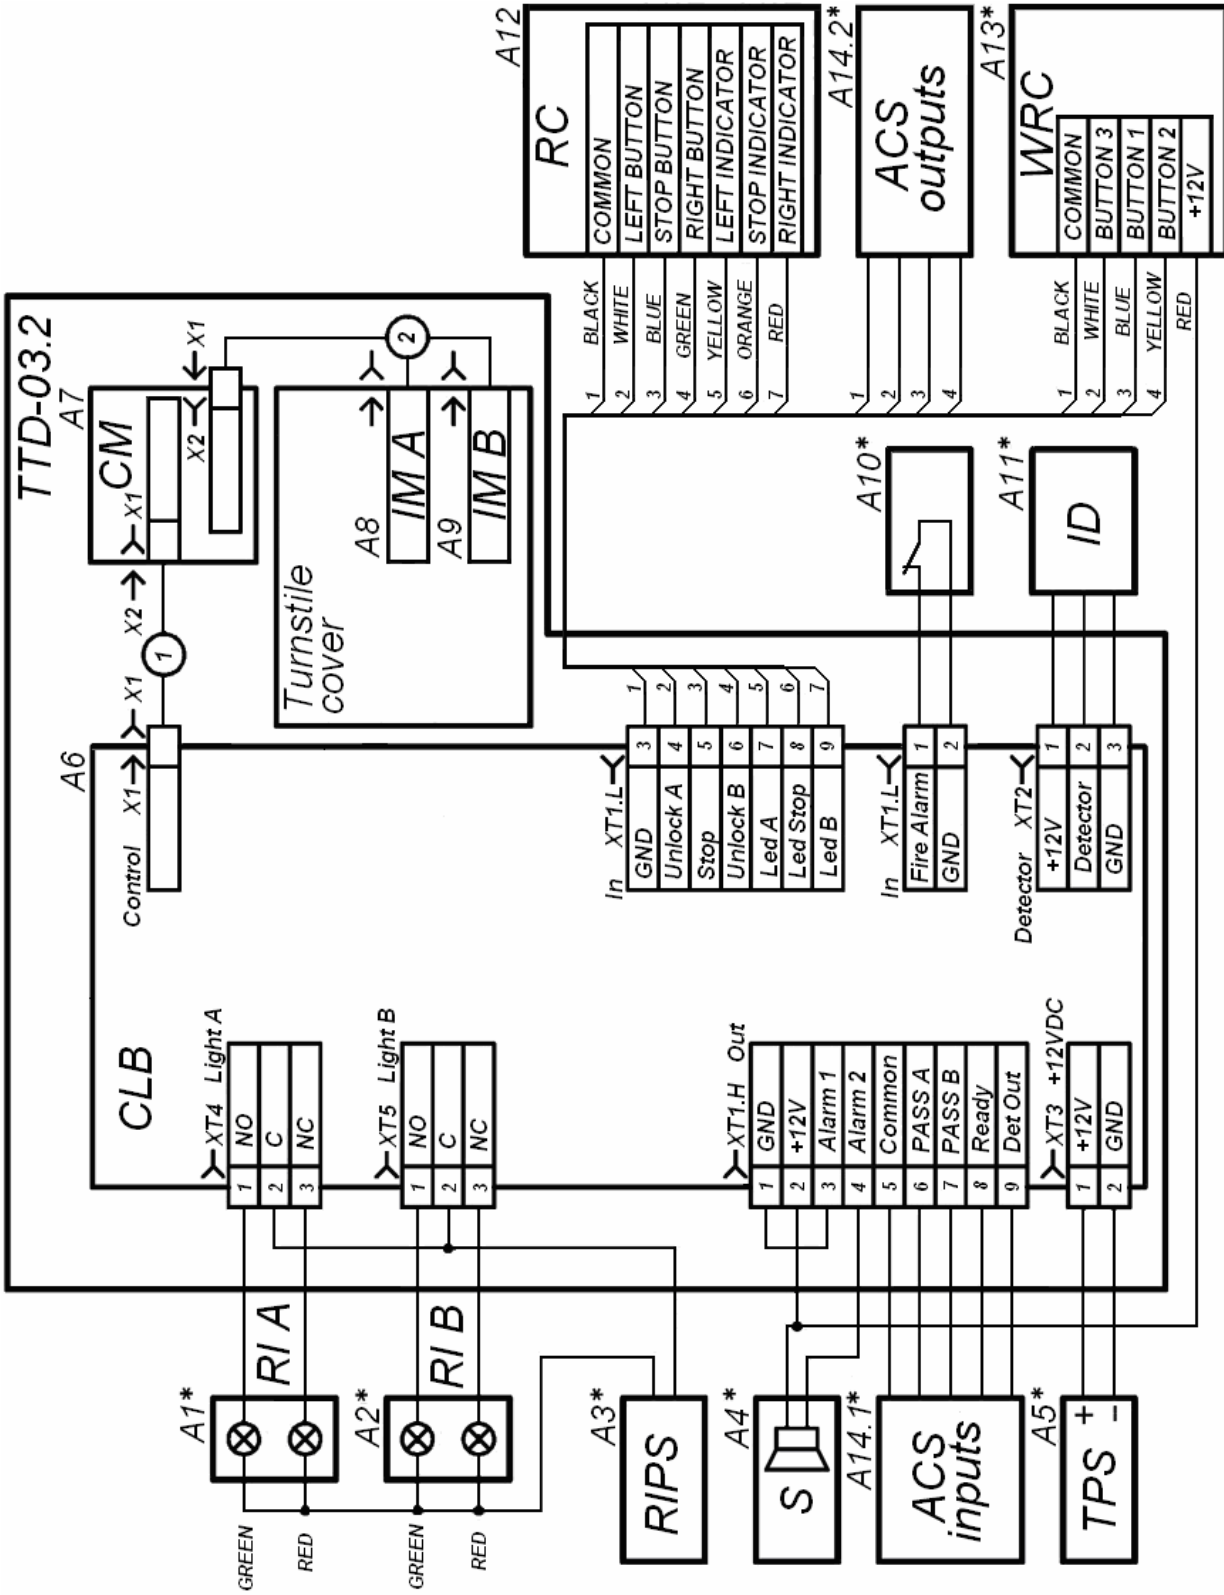 TTD-03.2
A6
CLB
Control
X1
X1
1
X2
X1
A7
CM
X2
X1
2
Turnstile
cover
A8
IM A
A9
IM B
XT4 Light A
1 NO
2 C
3 NC
XT5 Light B
1 NO
2 C
3 NC
XT1.H Out
1 GND
2 +12V
3 Alarm 1
4 Alarm 2
5 Common
6 PASS A
7 PASS B
8 Ready
9 Det Out
XT3 +12VDC
1 +12V
2 GND
In XT1.L
GND 3 1
Unlock A 4 2
Stop 5 3
Unlock B 6 4
Led A 7 5
Led Stop 8 6
Led B 9 7
In XT1.L
Fire Alarm 1
GND 2
Detector XT2
+12V 1
Detector 2
GND 3
A1*
RI A
GREEN
RED
A2*
RI B
GREEN
RED
A3*
RIPS
A4*
S
A14.1*
ACS
inputs
A5*
TPS
+
–
A10*
A11*
ID
A12
RC
1 BLACK COMMON
2 WHITE LEFT BUTTON
3 BLUE STOP BUTTON
4 GREEN RIGHT BUTTON
5 YELLOW LEFT INDICATOR
6 ORANGE STOP INDICATOR
7 RED RIGHT INDICATOR
A14.2*
ACS
outputs
1
2
3
4
A13*
WRC
1 BLACK COMMON
2 WHITE BUTTON 3
3 BLUE BUTTON 1
4 YELLOW BUTTON 2
RED +12V